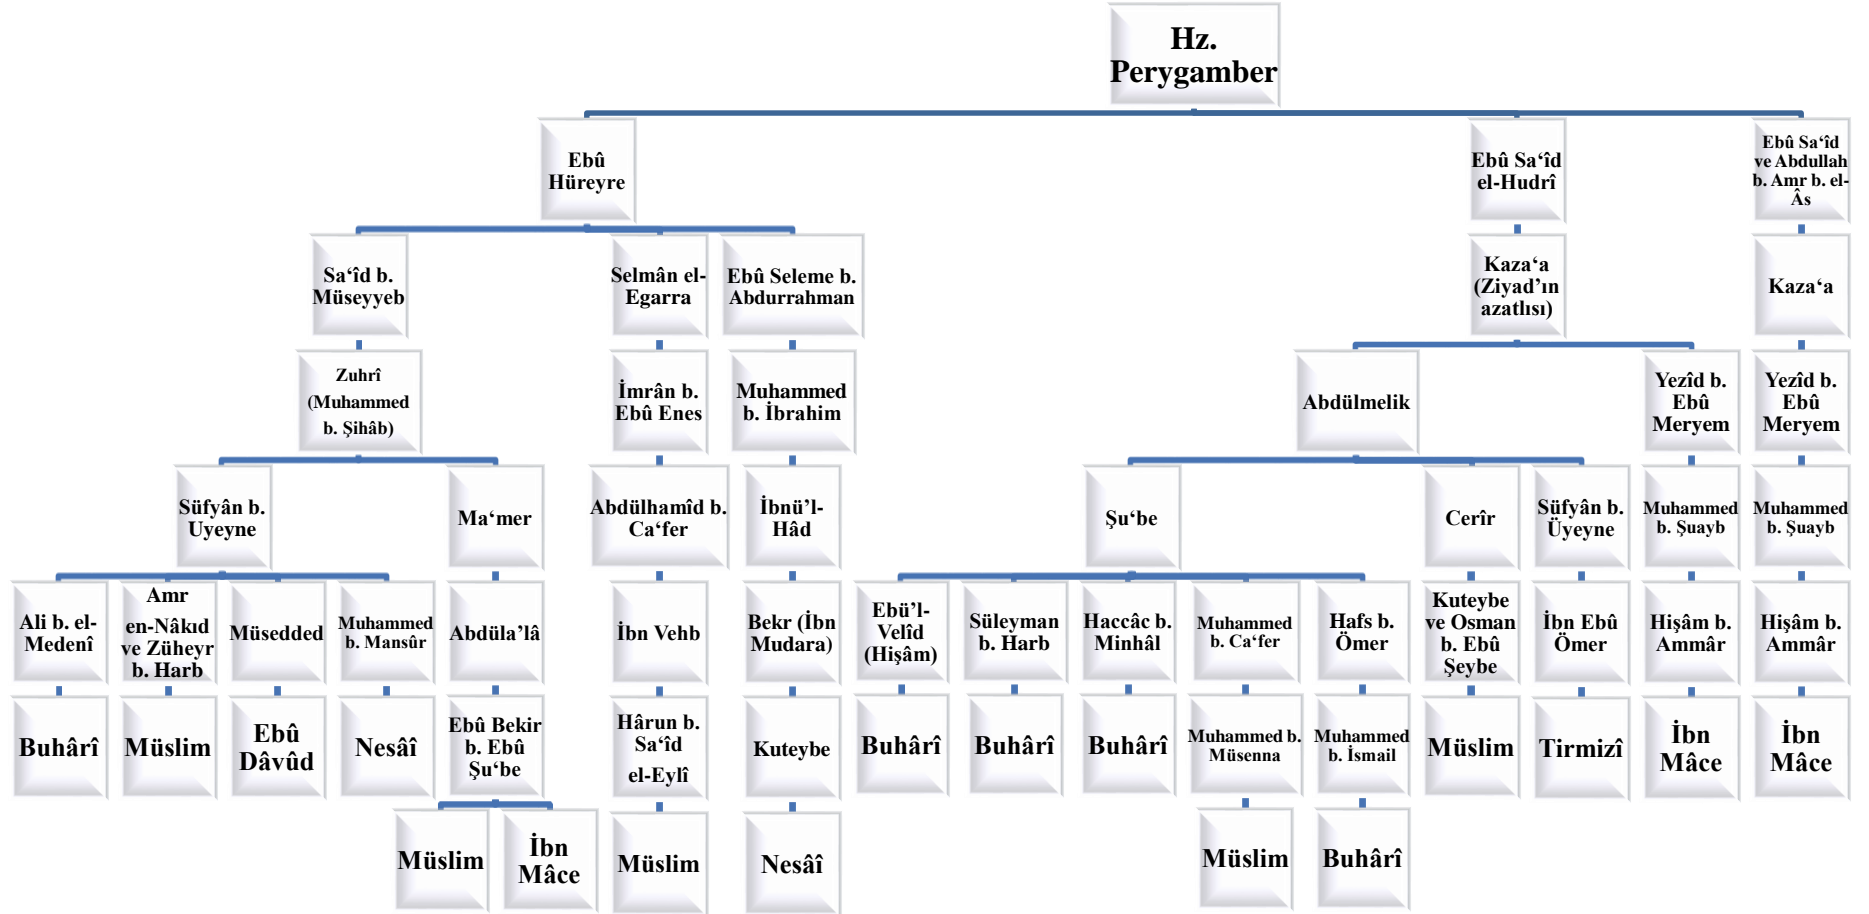 Hz.
Perygamber
Ebû
Hüreyre
Ebû Sa‘îd
el-Hudrî
Ebû Sa‘îd
ve Abdullah
b. Amr b. el-
Âs
Sa‘îd b.
Müseyyeb
Selmân el-
Egarra
Ebû Seleme b.
Abdurrahman
Kaza‘a
(Ziyad’ın
azatlısı)
Kaza‘a
Zuhrî
(Muhammed
b. Şihâb)
İmrân b.
Ebû Enes
Muhammed
b. İbrahim
Abdülmelik
Yezîd b.
Ebû
Meryem
Yezîd b.
Ebû
Meryem
Süfyân b.
Uyeyne
Ma‘mer
Abdülhamîd b.
Ca‘fer
İbnü’l-
Hâd
Şu‘be
Cerîr
Süfyân b.
Üyeyne
Muhammed
b. Şuayb
Muhammed
b. Şuayb
Ali b. el-
Medenî
Amr
en-Nâkıd
ve Züheyr
b. Harb
Müsedded
Muhammed
b. Mansûr
Abdüla’lâ
İbn Vehb
Bekr (İbn
Mudara)
Ebü’l-
Velîd
(Hişâm)
Süleyman
b. Harb
Haccâc b.
Minhâl
Muhammed
b. Ca‘fer
Hafs b.
Ömer
Kuteybe
ve Osman
b. Ebû
Şeybe
İbn Ebû
Ömer
Hişâm b.
Ammâr
Hişâm b.
Ammâr
Buhârî
Müslim
Ebû
Dâvûd
Nesâî
Ebû Bekir
b. Ebû
Şu‘be
Hârun b.
Sa‘îd
el-Eylî
Kuteybe
Buhârî
Buhârî
Buhârî
Muhammed b.
Müsenna
Muhammed
b. İsmail
Müslim
Tirmizî
İbn
Mâce
İbn
Mâce
Müslim
İbn
Mâce
Müslim
Nesâî
Müslim
Buhârî